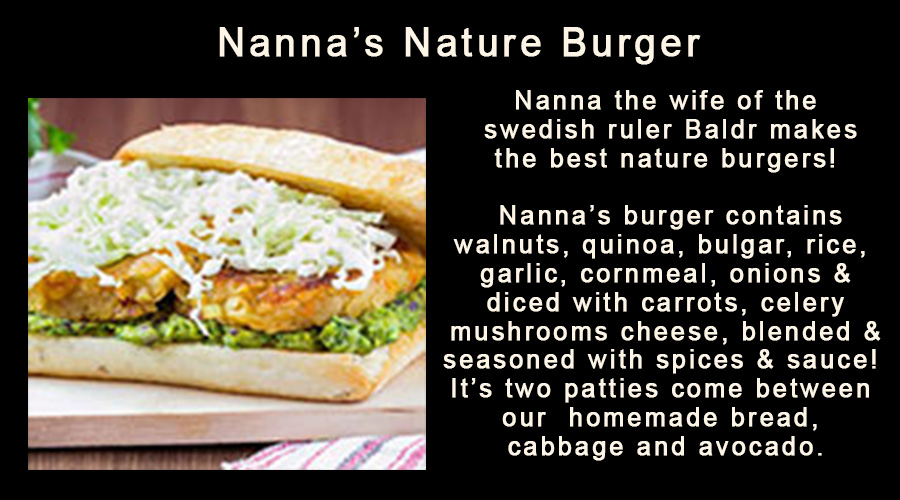 Nanna's Nature Burger
Nanna the wife of the
swedish ruler Baldr makes
the best nature burgers!
Nanna's burger contains
walnuts, quinoa, bulgar, rice,
garlic, cornmeal, onions &
diced with carrots, celery
mushrooms cheese, blended &
seasoned with spices & sauce!
It's two patties come between
our homemade bread,
cabbage and avocado.